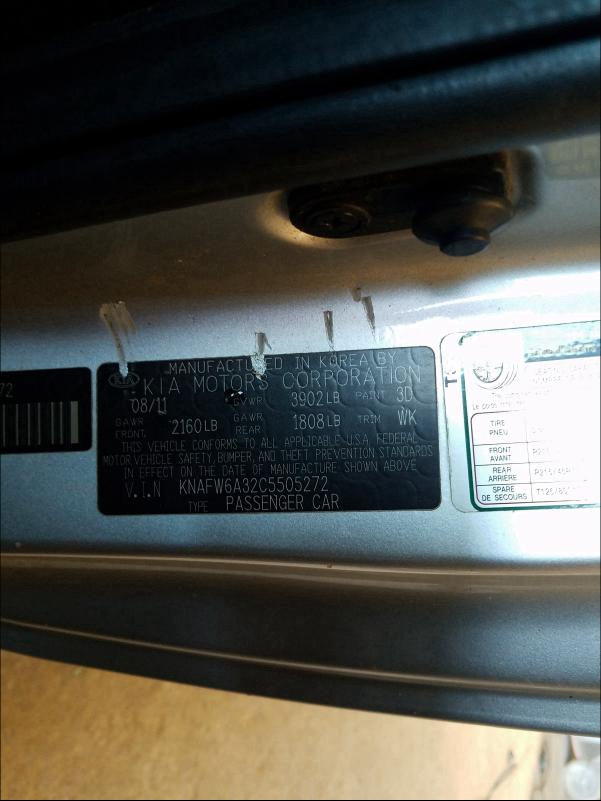 72
MANUFACTURED IN KOREA BY
KIA MOTORS CORPORATION
08/11 GVWR 3902LB PAINT 3D
GAWR FRONT. 2160LB GAWR REAR 1808LB TRIM WK
THIS VEHICLE CONFORMS TO ALL APPLICABLE U.S.A. FEDERAL
MOTOR VEHICLE SAFETY, BUMPER, AND THEFT PREVENTION STANDARDS
IN EFFECT ON THE DATE OF MANUFACTURE SHOWN ABOVE
V.I.N KNAFW6A32C5505272
TYPE PASSENGER CAR
TIRE
PNEU
FRONT
AVANT
REAR
ARRIÈRE
SPARE
DE SECOURS